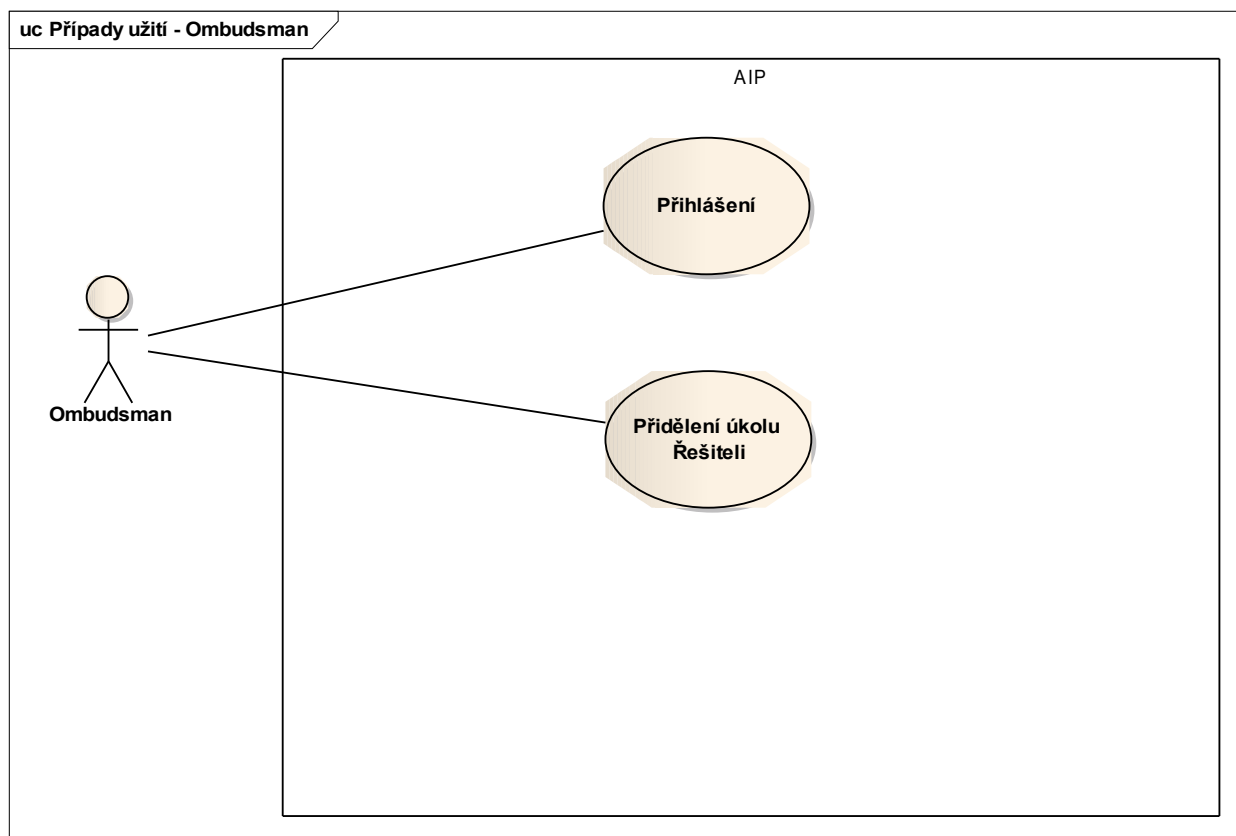 uc Případy užití - Ombudsman
AIP
Přihlášení
Ombudsman
Přidělení úkolu
Řešiteli